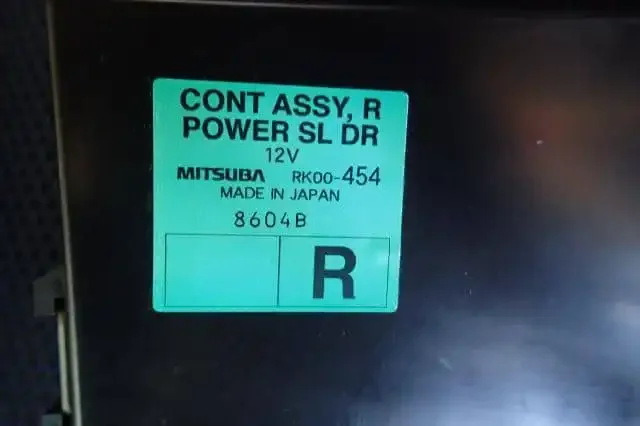 CONT ASSY, R
POWER SL DR
12V
MITSUBA RK00-454
MADE IN JAPAN
8604B
R